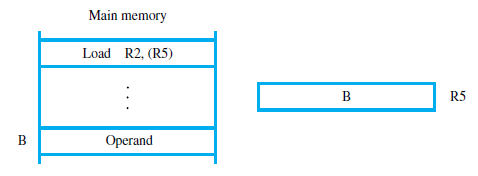 Main memory
Load R2, (R5)
.
.
.
B R5
B Operand